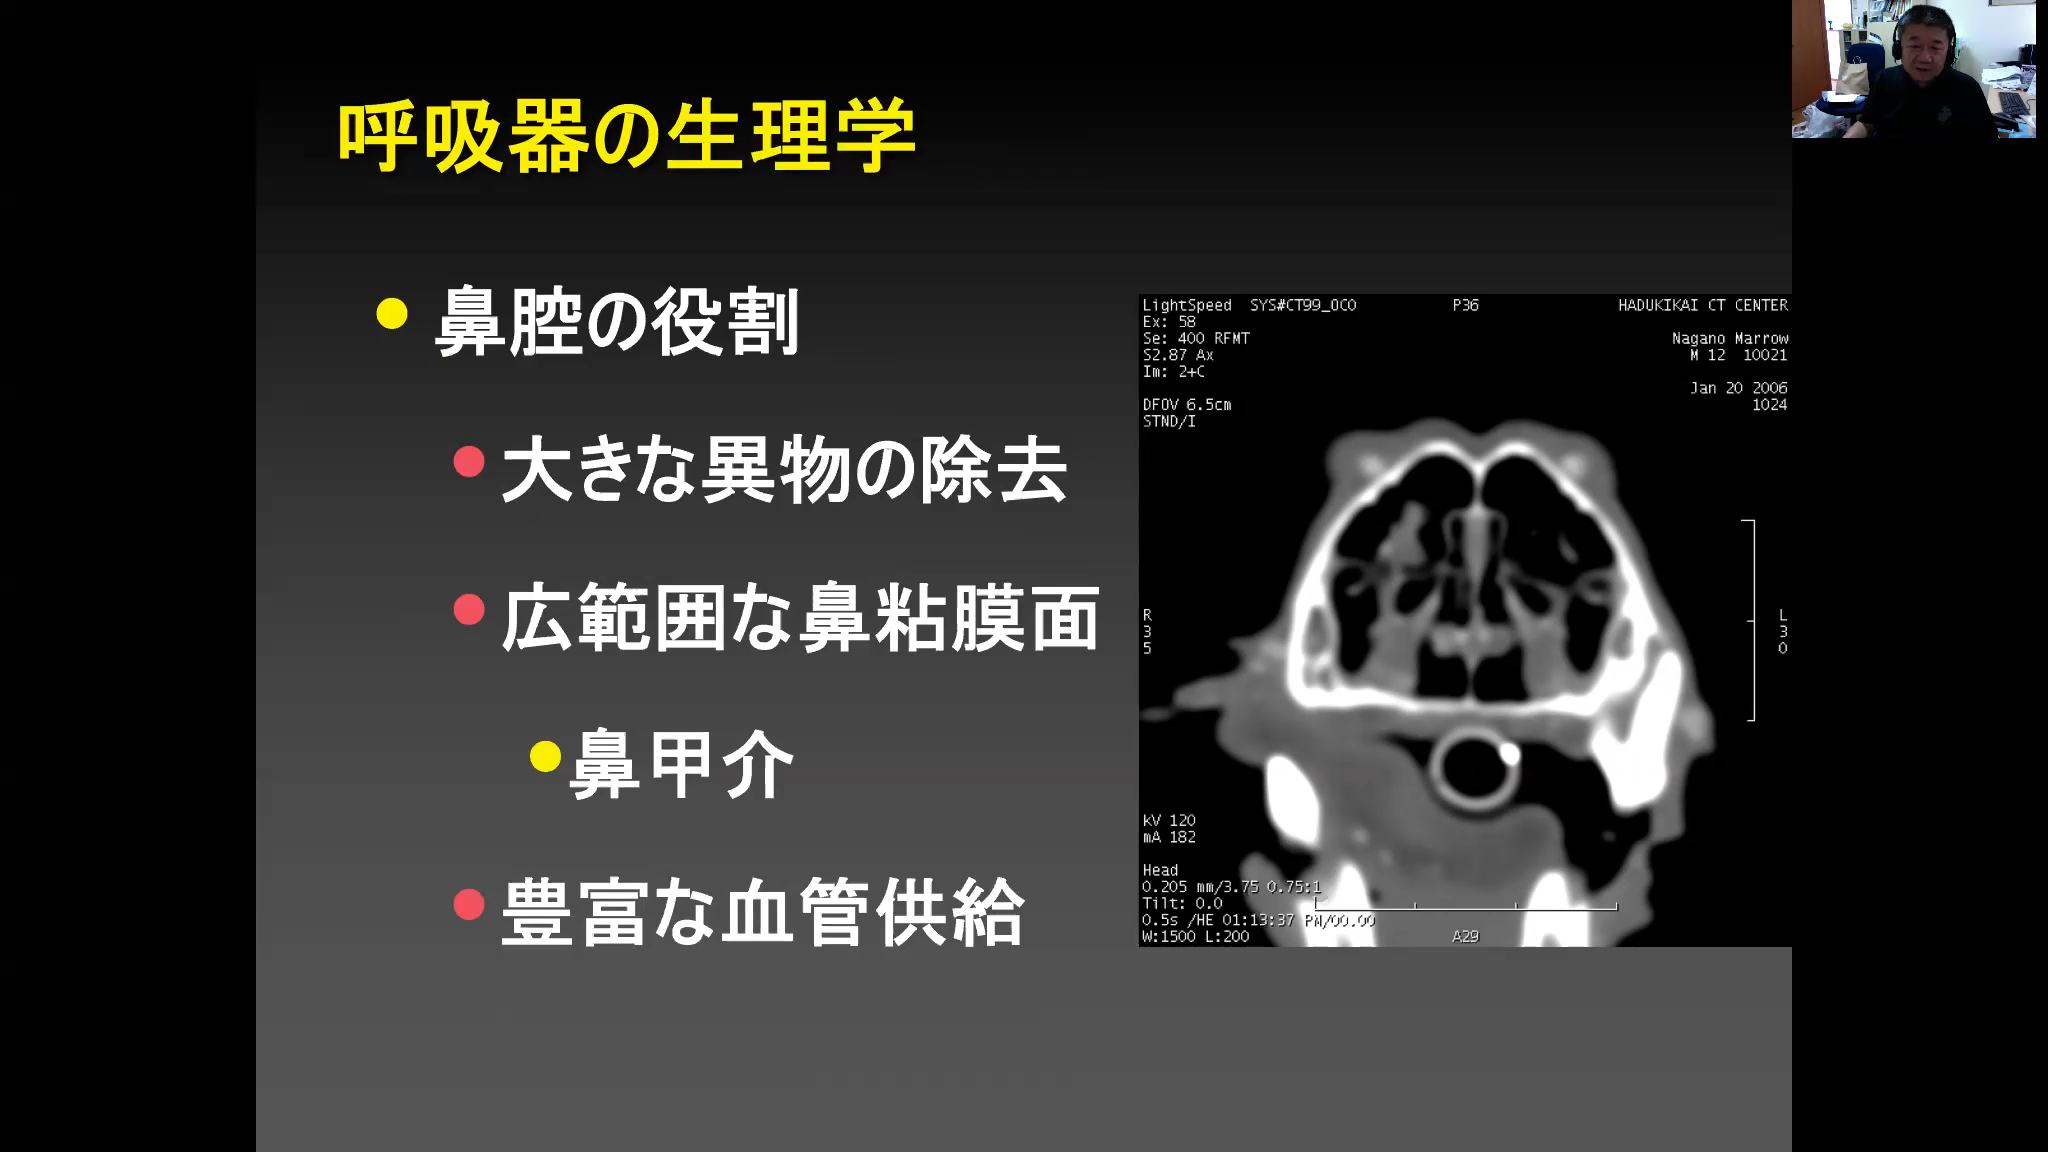 呼吸器の生理学
鼻腔の役割
大きな異物の除去
広範囲な鼻粘膜面
鼻甲介
豊富な血管供給
LightSpeed SYS#CT99_OC0 P36 HADUKIKAI CT CENTER
Ex: 58
Se: 400 RFMT Nagano Marrow
S2.87 Ax M 12 10021
Im: 2+C
Jan 20 2006
DFOV 6.5cm 1024
STND/I
R L
3 3
5 0
kV 120
mA 182
Head
0.205 mm/3.75 0.75:1
Tilt: 0.0
0.5s /HE 01:13:37 PM/00.00
W:1500 L:200 A29